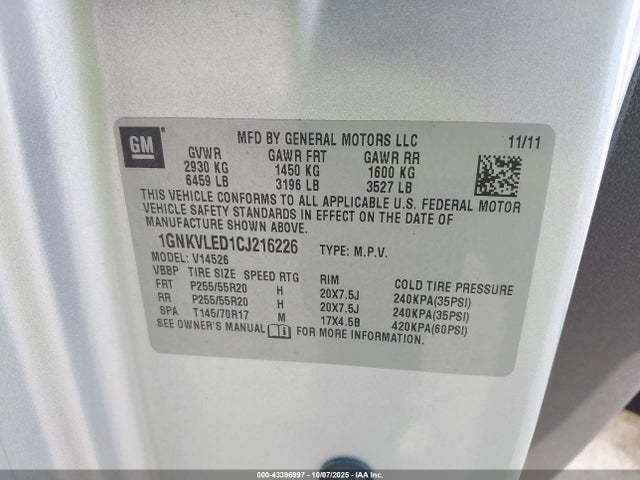 GM
MFD BY GENERAL MOTORS LLC 11/11
GVWR GAWR FRT GAWR RR
2930 KG 1450 KG 1600 KG
6459 LB 3196 LB 3527 LB
THIS VEHICLE CONFORMS TO ALL APPLICABLE U.S. FEDERAL MOTOR
VEHICLE SAFETY STANDARDS IN EFFECT ON THE DATE OF
MANUFACTURE SHOWN ABOVE.
1GNKVLED1CJ216226 TYPE: M.P.V.
MODEL: V14526
VBBP TIRE SIZE SPEED RTG RIM COLD TIRE PRESSURE
FRT P255/55R20 H 20X7.5J 240KPA(35PSI)
RR P255/55R20 H 20X7.5J 240KPA(35PSI)
SPA T145/70R17 M 17X4.5B 420KPA(60PSI)
SEE OWNER'S MANUAL FOR MORE INFORMATION.
000-43396997 - 10/07/2025 - IAAI.COM